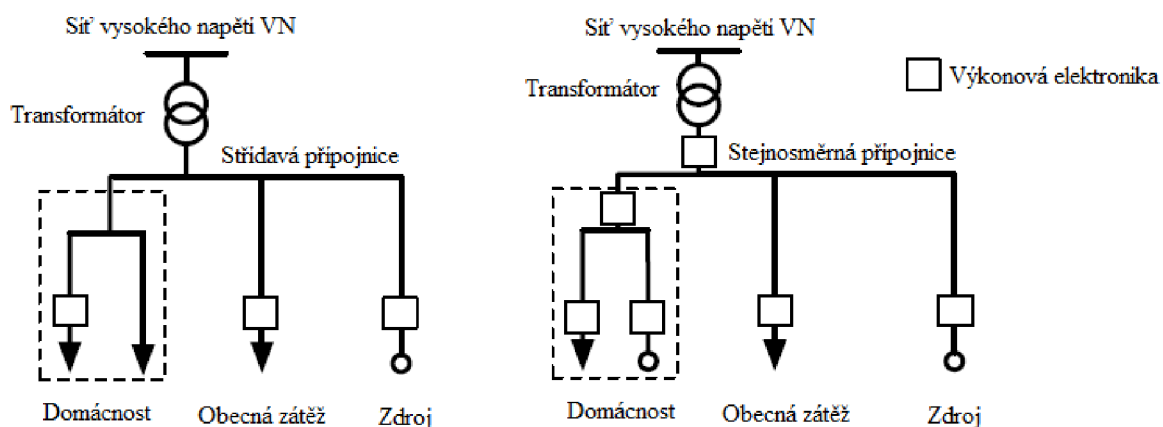 Síť vysokého napětí VN
Transformátor
Střídavá přípojnice
Domácnost
Obecná zátěž
Zdroj
Síť vysokého napětí VN
Transformátor
Výkonová elektronika
Stejnosměrná přípojnice
Domácnost
Obecná zátěž
Zdroj